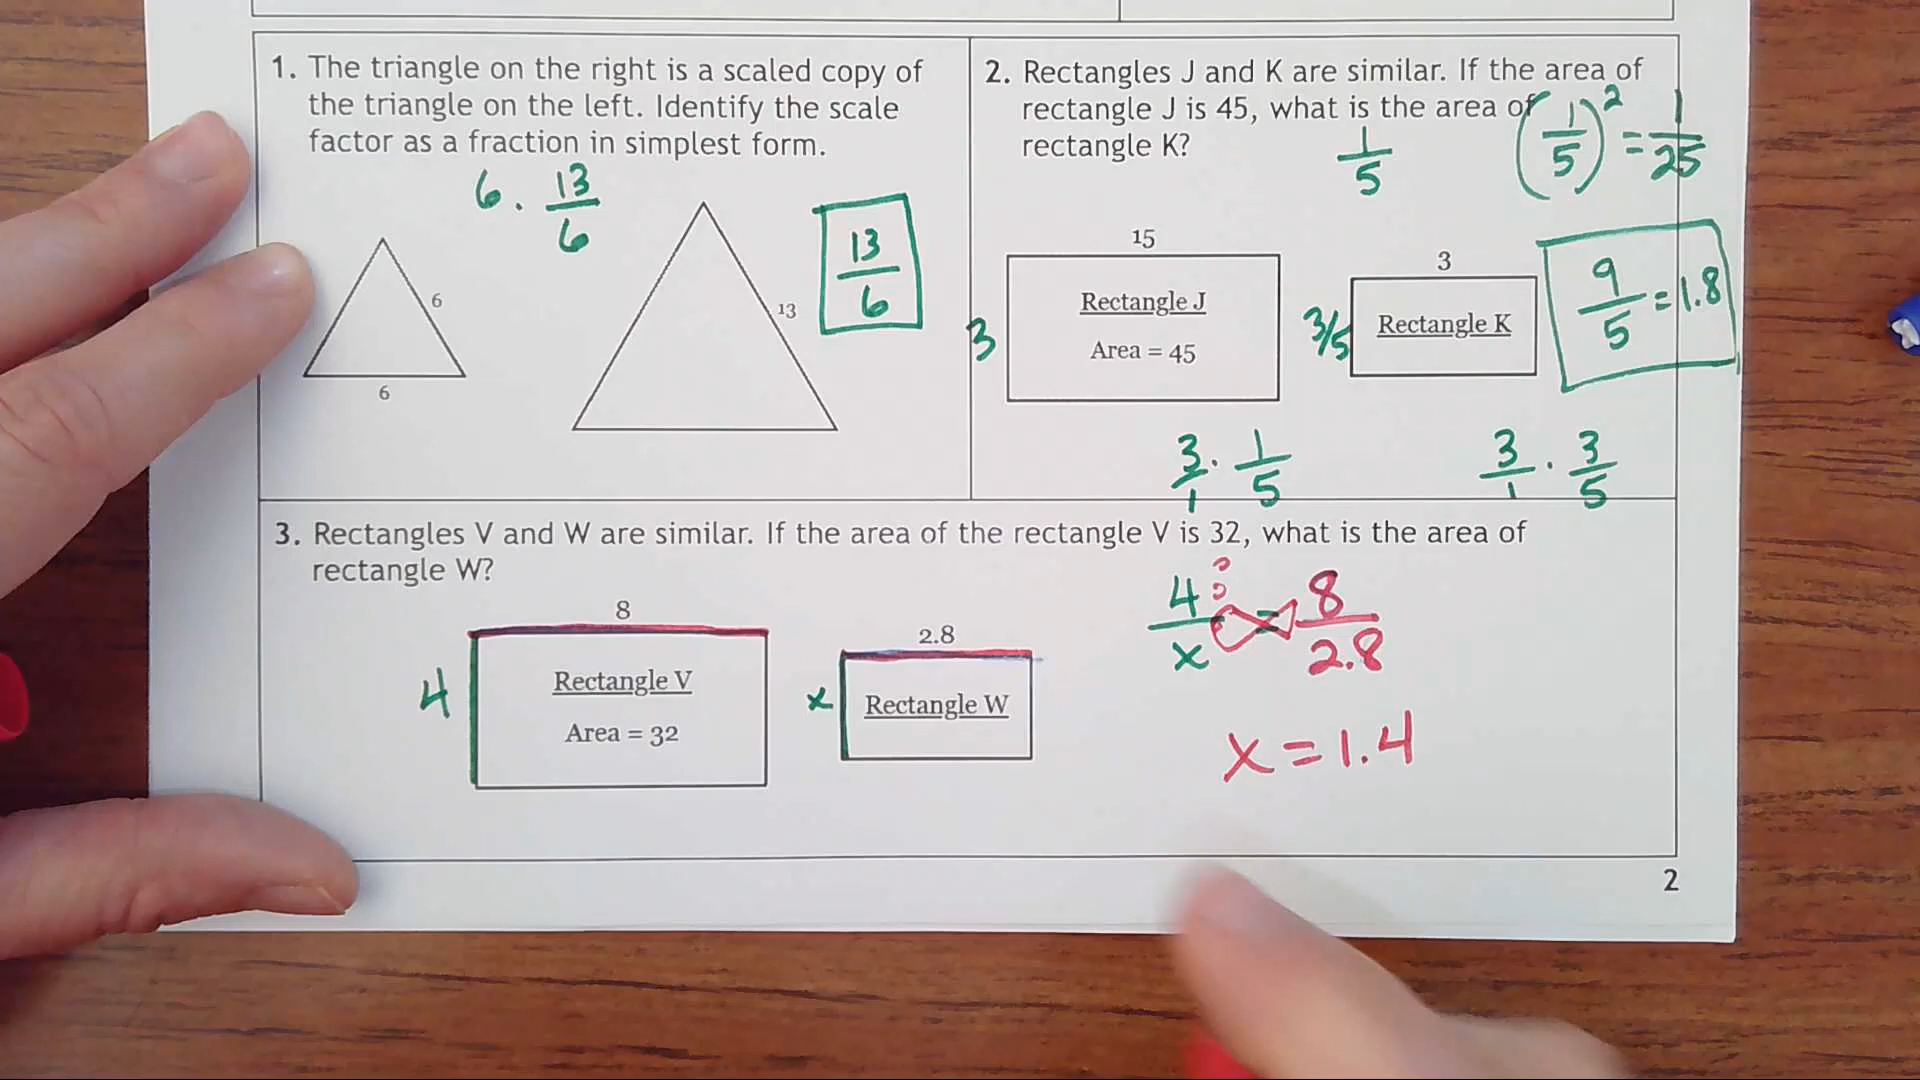 1. The triangle on the right is a scaled copy of
the triangle on the left. Identify the scale
factor as a fraction in simplest form.
6 · 13/6
6
6
13
13/6
2. Rectangles J and K are similar. If the area of
rectangle J is 45, what is the area of
rectangle K?
1/5
(1/5)² = 1/25
15
Rectangle J
Area = 45
3
3
Rectangle K
3/5
9/5 = 1.8
3/1 · 1/5
3/1 · 3/5
3. Rectangles V and W are similar. If the area of the rectangle V is 32, what is the area of
rectangle W?
8
Rectangle V
Area = 32
4
2.8
Rectangle W
x
4/x = 8/2.8
x = 1.4
2